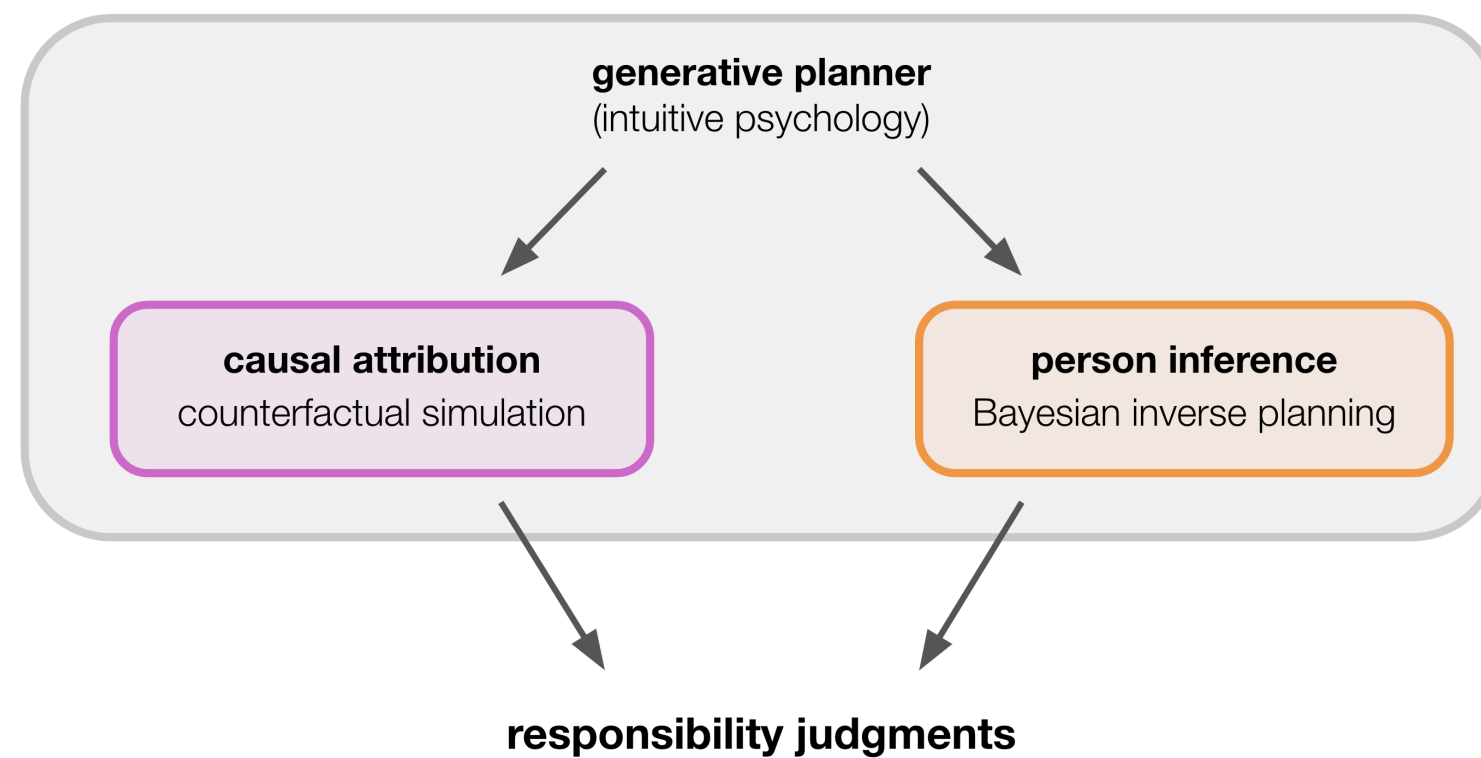 generative planner
(intuitive psychology)
causal attribution
counterfactual simulation
person inference
Bayesian inverse planning
responsibility judgments